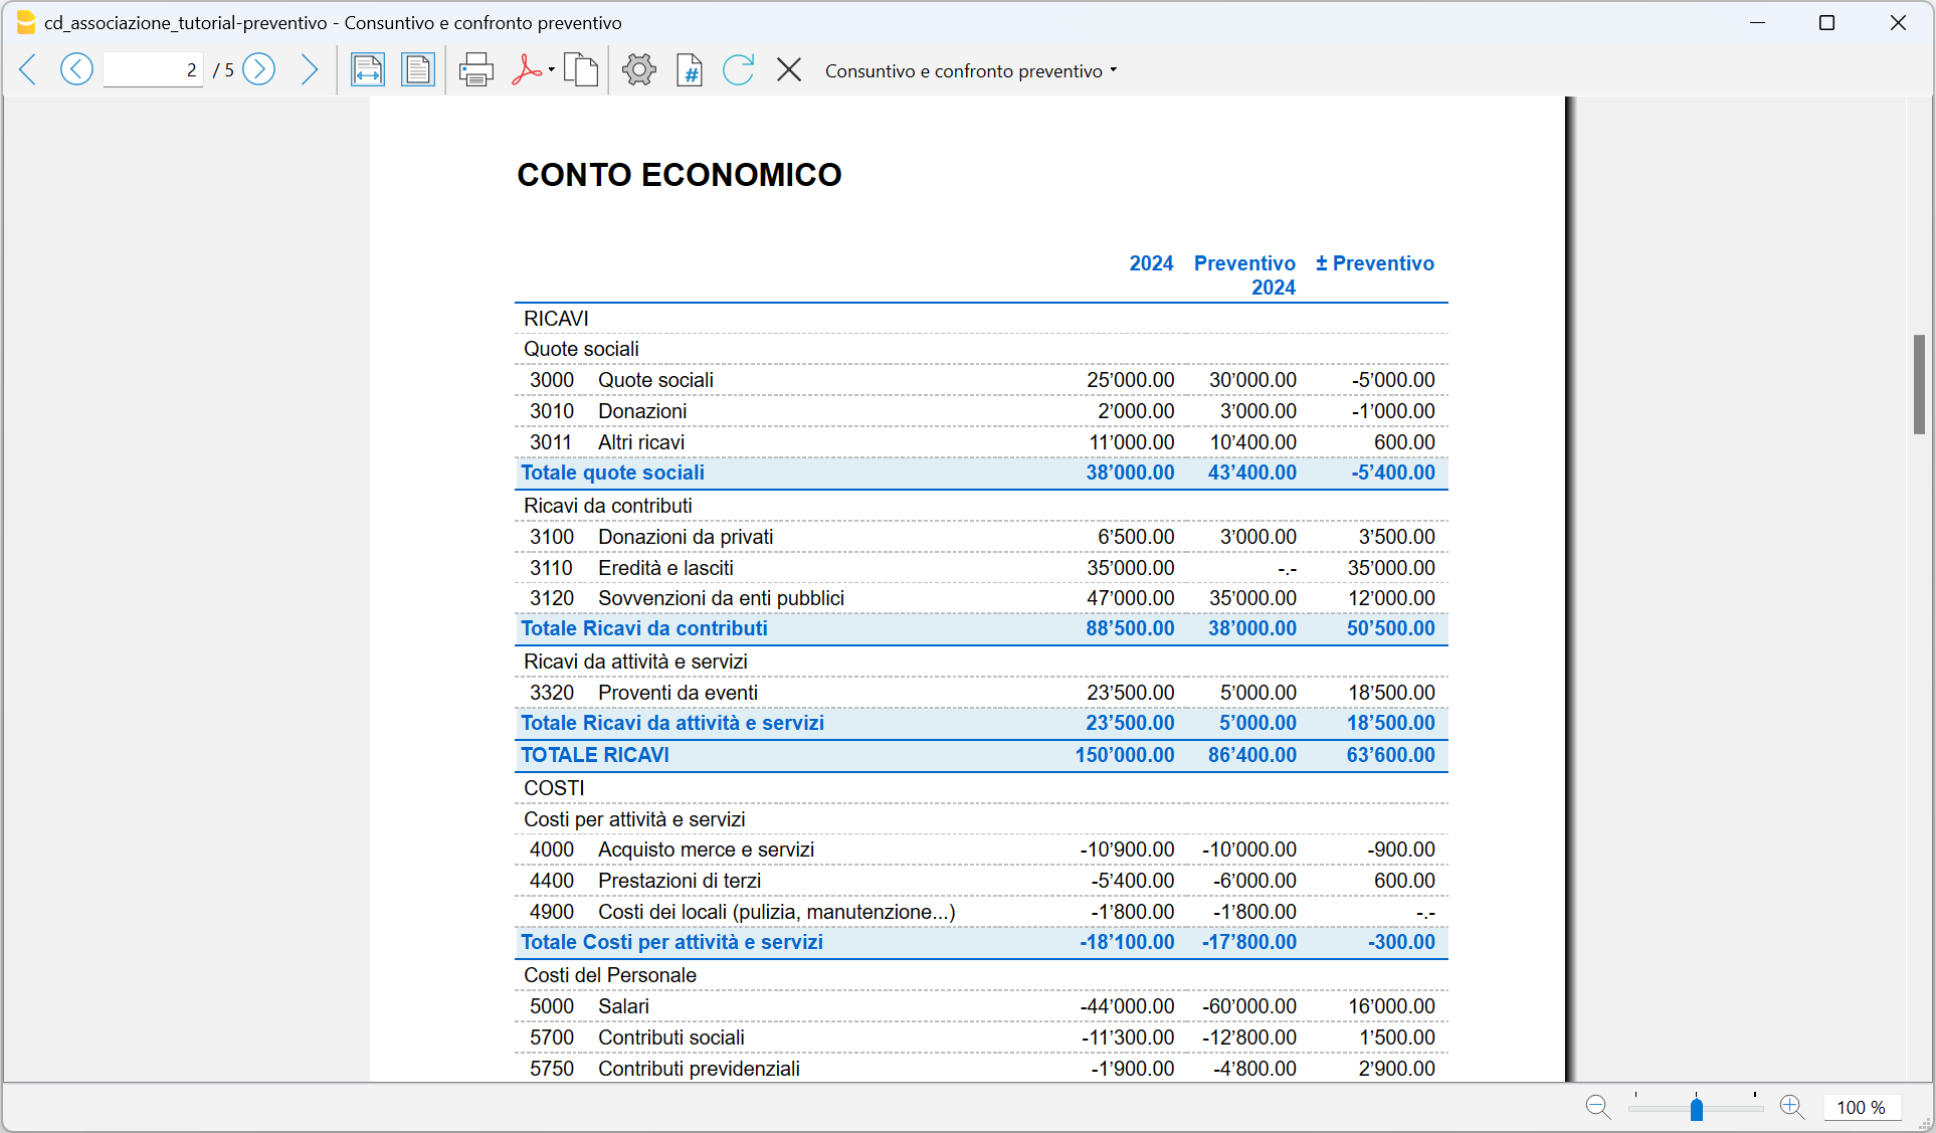 cd_associazione_tutorial-preventivo - Consuntivo e confronto preventivo
2 / 5 # Consuntivo e confronto preventivo
CONTO ECONOMICO
2024 Preventivo 2024 ± Preventivo
RICAVI
Quote sociali
3000 Quote sociali 25’000.00 30’000.00 -5’000.00
3010 Donazioni 2’000.00 3’000.00 -1’000.00
3011 Altri ricavi 11’000.00 10’400.00 600.00
Totale quote sociali 38’000.00 43’400.00 -5’400.00
Ricavi da contributi
3100 Donazioni da privati 6’500.00 3’000.00 3’500.00
3110 Eredità e lasciti 35’000.00 -.- 35’000.00
3120 Sovvenzioni da enti pubblici 47’000.00 35’000.00 12’000.00
Totale Ricavi da contributi 88’500.00 38’000.00 50’500.00
Ricavi da attività e servizi
3320 Proventi da eventi 23’500.00 5’000.00 18’500.00
Totale Ricavi da attività e servizi 23’500.00 5’000.00 18’500.00
TOTALE RICAVI 150’000.00 86’400.00 63’600.00
COSTI
Costi per attività e servizi
4000 Acquisto merce e servizi -10’900.00 -10’000.00 -900.00
4400 Prestazioni di terzi -5’400.00 -6’000.00 600.00
4900 Costi dei locali (pulizia, manutenzione...) -1’800.00 -1’800.00 -.-
Totale Costi per attività e servizi -18’100.00 -17’800.00 -300.00
Costi del Personale
5000 Salari -44’000.00 -60’000.00 16’000.00
5700 Contributi sociali -11’300.00 -12’800.00 1’500.00
5750 Contributi previdenziali -1’900.00 -4’800.00 2’900.00
100 %